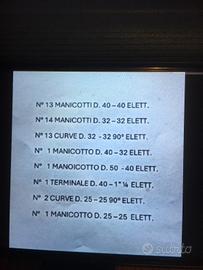 N° 13 MANICOTTI D. 40 – 40 ELETT.
N° 14 MANICOTTI D. 32 – 32 ELETT.
N° 13 CURVE D. 32 - 32 90° ELETT.
N° 1 MANICOTTO D. 40 – 32 ELETT.
N° 1 MANOICOTTO D. 50 - 40 ELETT.
N° 1 TERMINALE D. 40 – 1" ¼ ELETT.
N° 2 CURVE D. 25 – 25 90° ELETT.
N° 1 MANICOTTO D. 25 – 25 ELETT.
subito